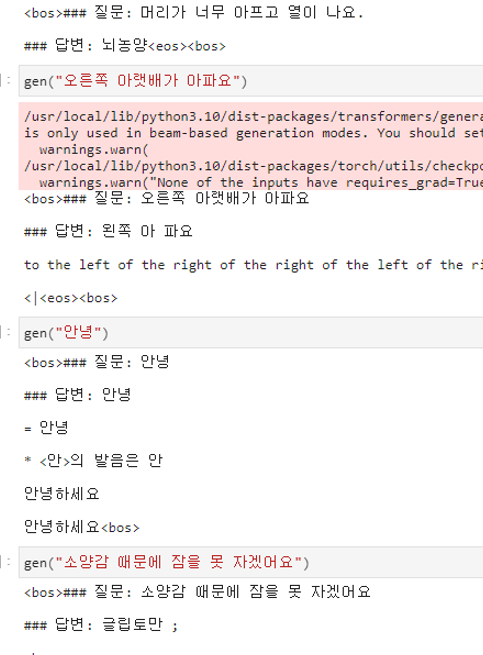 <bos>### 질문: 머리가 너무 아프고 열이 나요.
### 답변: 뇌농양<eos><bos>
: gen("오른쪽 아랫배가 아파요")
/usr/local/lib/python3.10/dist-packages/transformers/genera
is only used in beam-based generation modes. You should set
warnings.warn(
/usr/local/lib/python3.10/dist-packages/torch/utils/checkpo
warnings.warn("None of the inputs have requires_grad=True
<bos>### 질문: 오른쪽 아랫배가 아파요
### 답변: 왼쪽 아 파요
to the left of the right of the right of the left of the ri
<|<eos><bos>
: gen("안녕")
<bos>### 질문: 안녕
### 답변: 안녕
= 안녕
* <안>의 발음은 안
안녕하세요
안녕하세요<bos>
: gen("소양감 때문에 잠을 못 자겠어요")
<bos>### 질문: 소양감 때문에 잠을 못 자겠어요
### 답변: 글립토만 ;